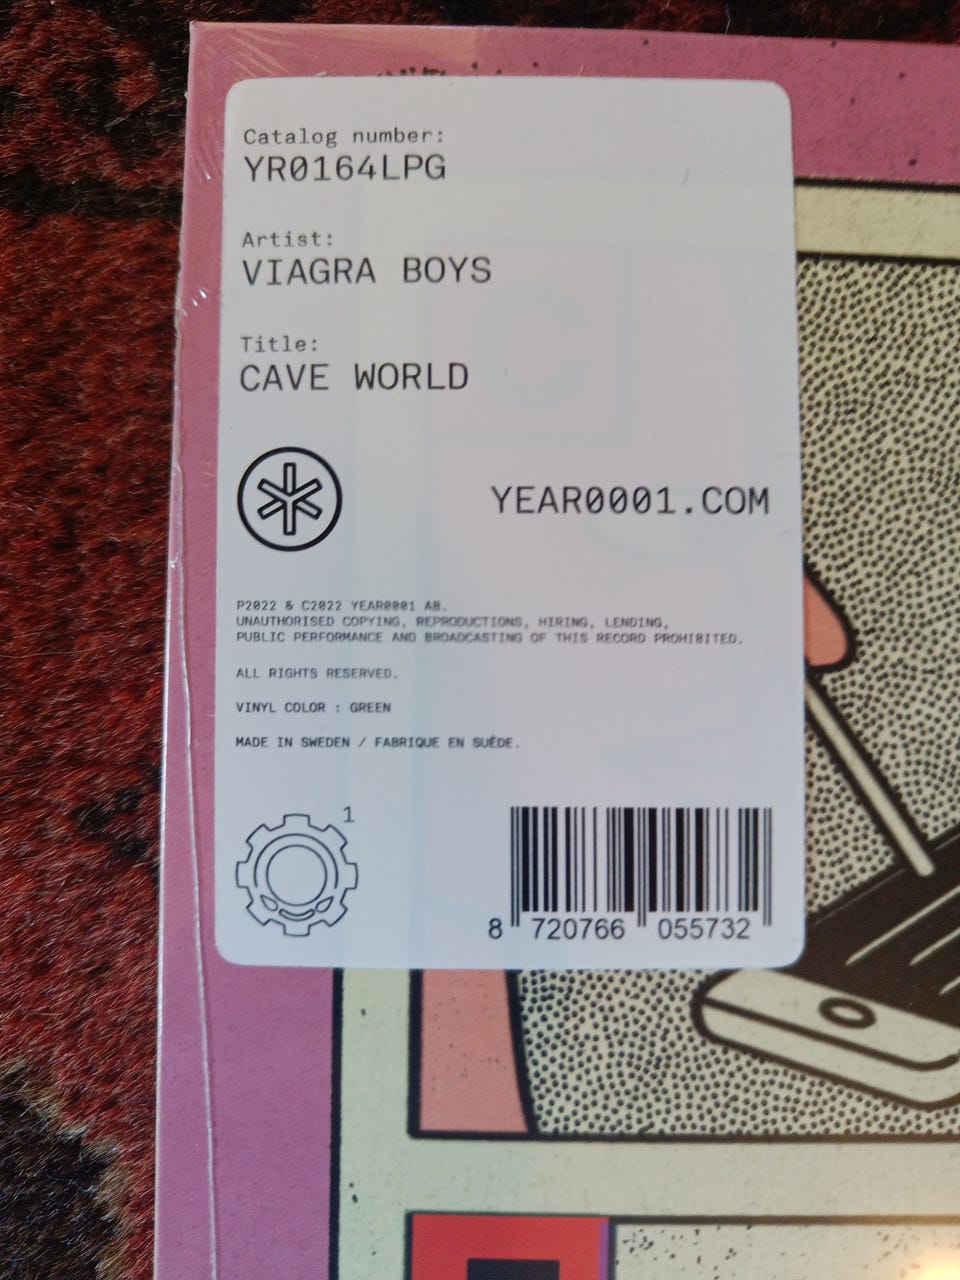 Catalog number:
YR0164LPG
Artist:
VIAGRA BOYS
Title:
CAVE WORLD
YEAR0001.COM
P2022 & C2022 YEAR0001 AB.
UNAUTHORISED COPYING, REPRODUCTIONS, HIRING, LENDING,
PUBLIC PERFORMANCE AND BROADCASTING OF THIS RECORD PROHIBITED.
ALL RIGHTS RESERVED.
VINYL COLOR : GREEN
MADE IN SWEDEN / FABRIQUE EN SUÊDE.
1
8 720766 055732